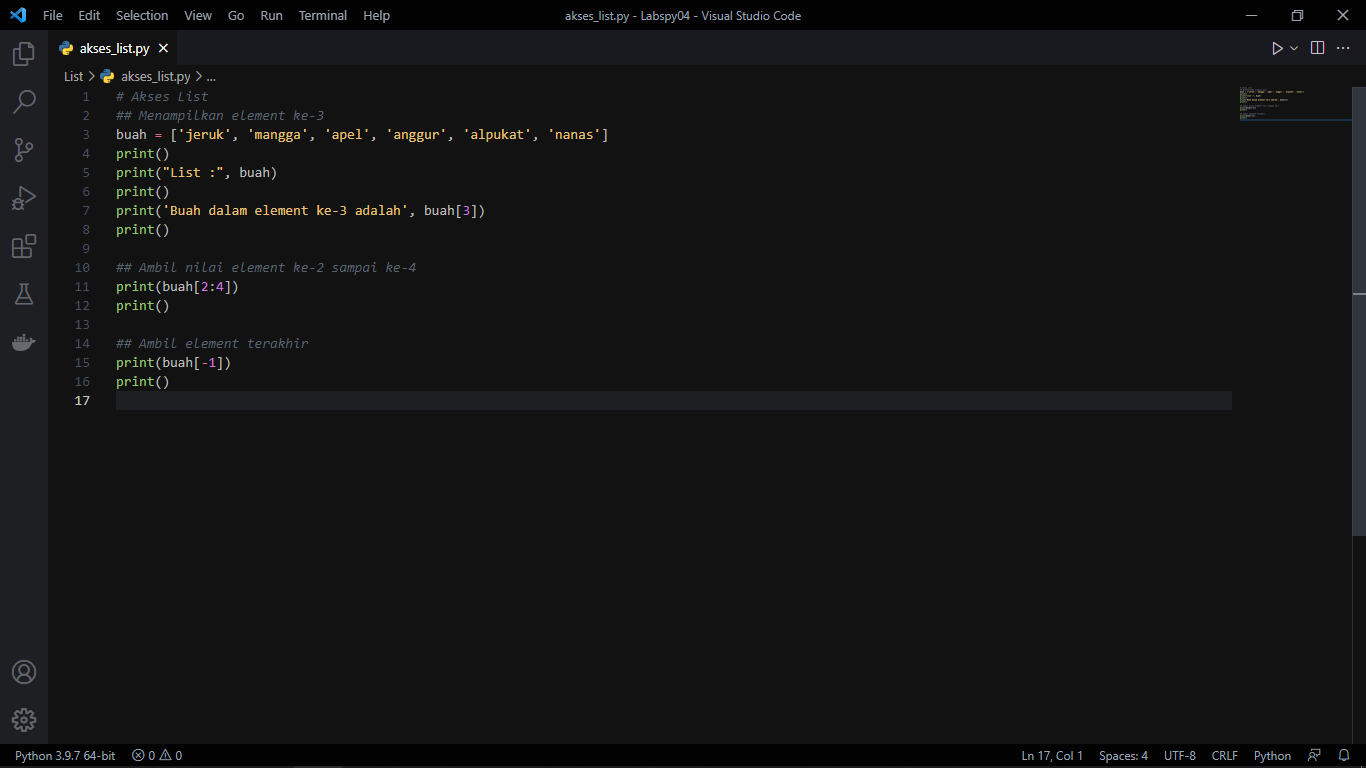 File Edit Selection View Go Run Terminal Help
akses_list.py - Labspy04 - Visual Studio Code
akses_list.py
List > akses_list.py > ...
1 # Akses List
2 ## Menampilkan element ke-3
3 buah = ['jeruk', 'mangga', 'apel', 'anggur', 'alpukat', 'nanas']
4 print()
5 print("List :", buah)
6 print()
7 print('Buah dalam element ke-3 adalah', buah[3])
8 print()
9
10 ## Ambil nilai element ke-2 sampai ke-4
11 print(buah[2:4])
12 print()
13
14 ## Ambil element terakhir
15 print(buah[-1])
16 print()
17
Python 3.9.7 64-bit 0 0 Ln 17, Col 1 Spaces: 4 UTF-8 CRLF Python